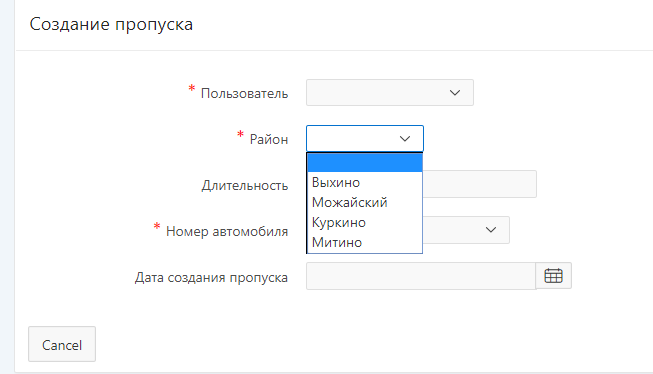 Создание пропуска
* Пользователь
* Район
Выхино
Длительность
Можайский
Куркино
* Номер автомобиля
Митино
Дата создания пропуска
Cancel